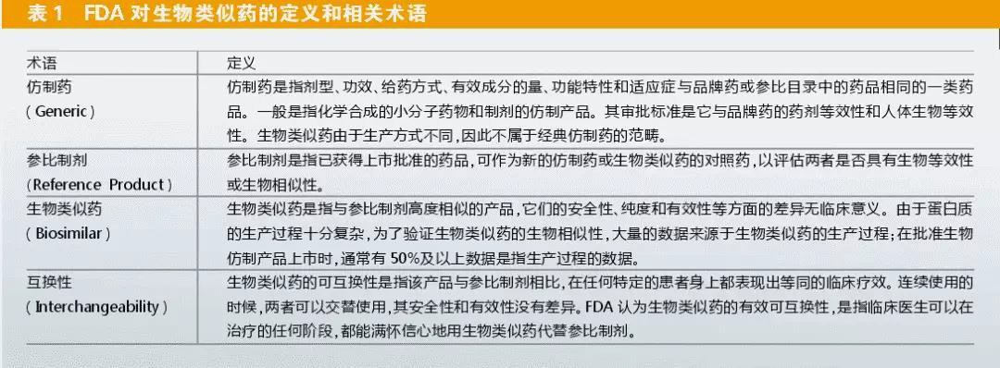 表1 FDA 对生物类似药的定义和相关术语
术语 定义
仿制药 仿制药是指剂型、功效、给药方式、有效成分的量、功能特性和适应症与品牌药或参比目录中的药品相同的一类药
(Generic) 品。一般是指化学合成的小分子药物和制剂的仿制产品。其审批标准是它与品牌药的药剂等效性和人体生物等效
性。生物类似药由于生产方式不同,因此不属于经典仿制药的范畴。
参比制剂 参比制剂是指已获得上市批准的药品,可作为新的仿制药或生物类似药的对照药,以评估两者是否具有生物等效性
(Reference Product) 或生物相似性。
生物类似药 生物类似药是指与参比制剂高度相似的产品,它们的安全性、纯度和有效性等方面的差异无临床意义。由于蛋白质
(Biosimilar) 的生产过程十分复杂,为了验证生物类似药的生物相似性,大量的数据来源于生物类似药的生产过程;在批准生物
仿制产品上市时,通常有50%及以上数据是指生产过程的数据。
互换性 生物类似药的可互换性是指该产品与参比制剂相比,在任何特定的患者身上都表现出等同的临床疗效。连续使用的
(Interchangeability) 时候,两者可以交替使用,其安全性和有效性没有差异。FDA 认为生物类似药的有效可互换性,是指临床医生可以在
治疗的任何阶段,都能满怀信心地用生物类似药代替参比制剂。